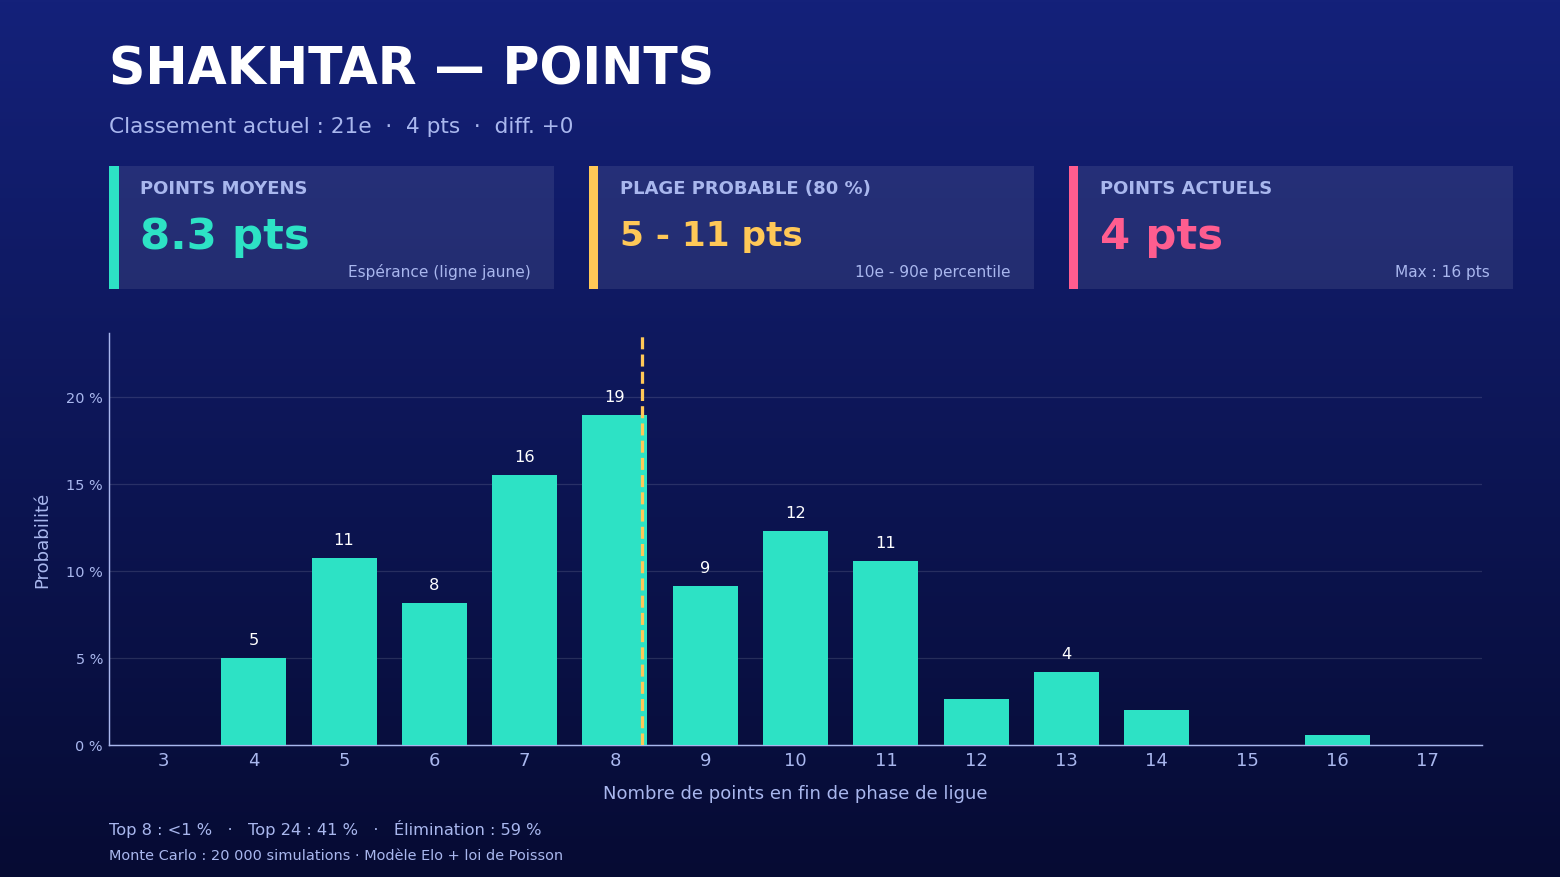 SHAKHTAR — POINTS
Classement actuel : 21e · 4 pts · diff. +0
POINTS MOYENS
8.3 pts
Espérance (ligne jaune)
PLAGE PROBABLE (80 %)
5 - 11 pts
10e - 90e percentile
POINTS ACTUELS
4 pts
Max : 16 pts
Probabilité
20 %
15 %
10 %
5 %
0 %
5
11
8
16
19
9
12
11
4
3 4 5 6 7 8 9 10 11 12 13 14 15 16 17
Nombre de points en fin de phase de ligue
Top 8 : <1 % · Top 24 : 41 % · Élimination : 59 %
Monte Carlo : 20 000 simulations · Modèle Elo + loi de Poisson